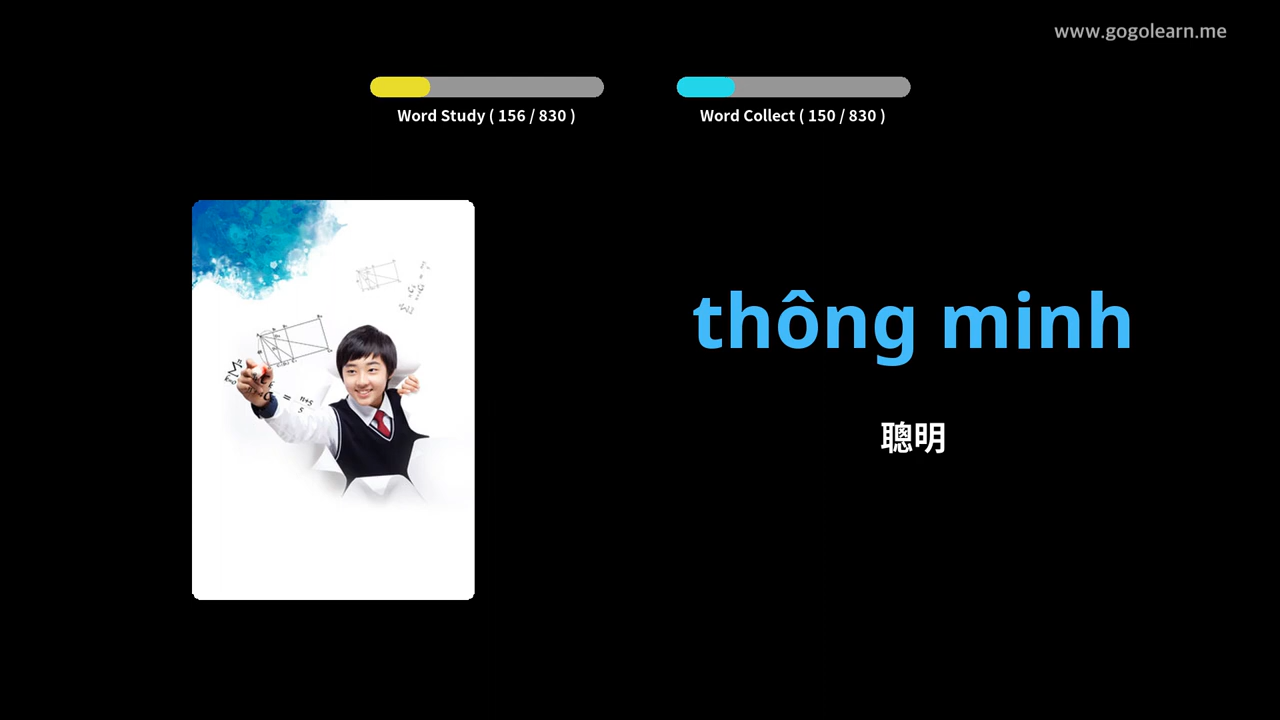 www.gogolearn.me
Word Study ( 156 / 830 )
Word Collect ( 150 / 830 )
thông minh
聰明